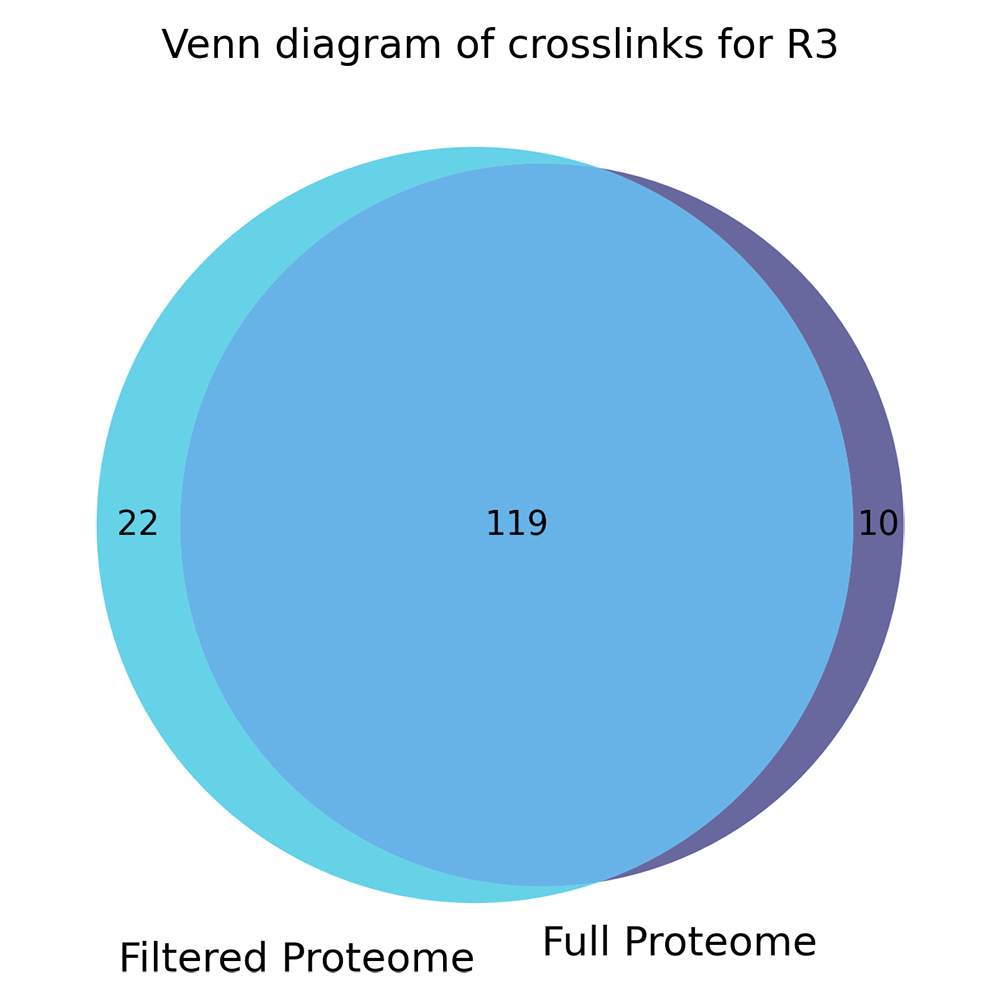 Venn diagram of crosslinks for R3
22
119
10
Filtered Proteome
Full Proteome